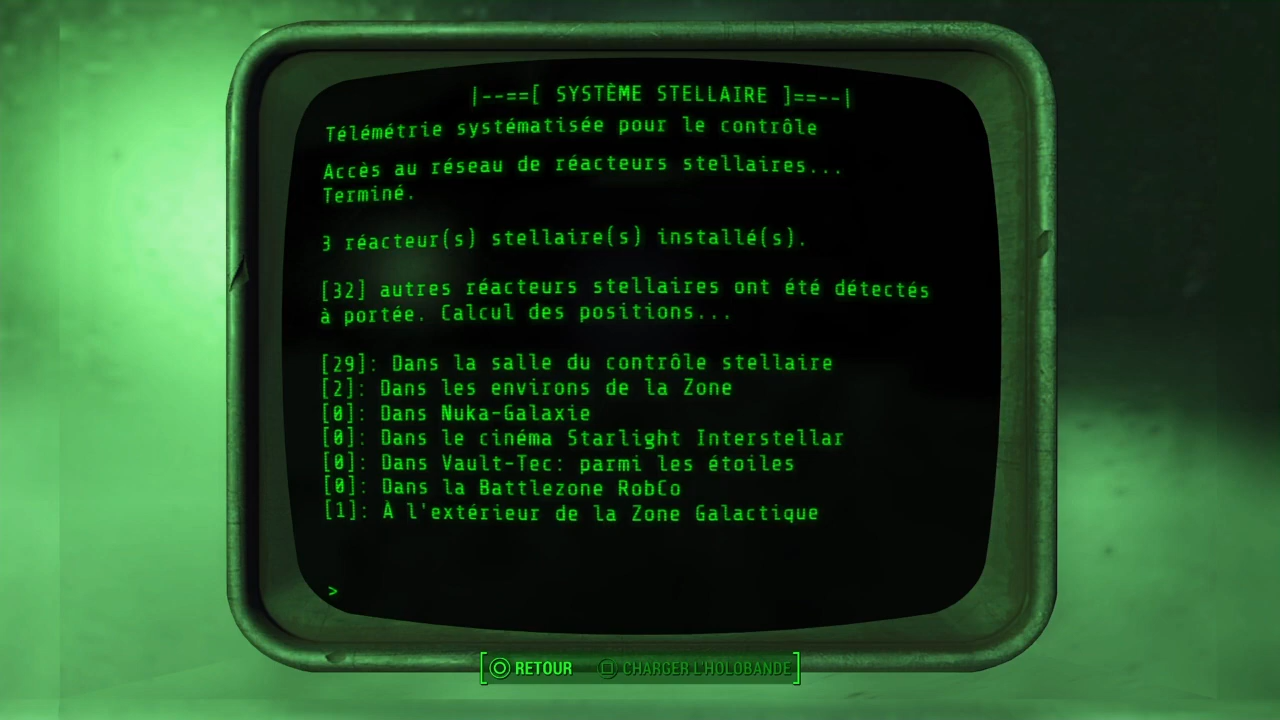 |--==[ SYSTÈME STELLAIRE ]==--|
Télémétrie systématisée pour le contrôle
Accès au réseau de réacteurs stellaires...
Terminé.
3 réacteur(s) stellaire(s) installé(s).
[32] autres réacteurs stellaires ont été détectés
à portée. Calcul des positions...
[29]: Dans la salle du contrôle stellaire
[2]: Dans les environs de la Zone
[0]: Dans Nuka-Galaxie
[0]: Dans le cinéma Starlight Interstellar
[0]: Dans Vault-Tec: parmi les étoiles
[0]: Dans la Battlezone RobCo
[1]: À l'extérieur de la Zone Galactique
>
RETOUR CHARGER L'HOLOBANDE